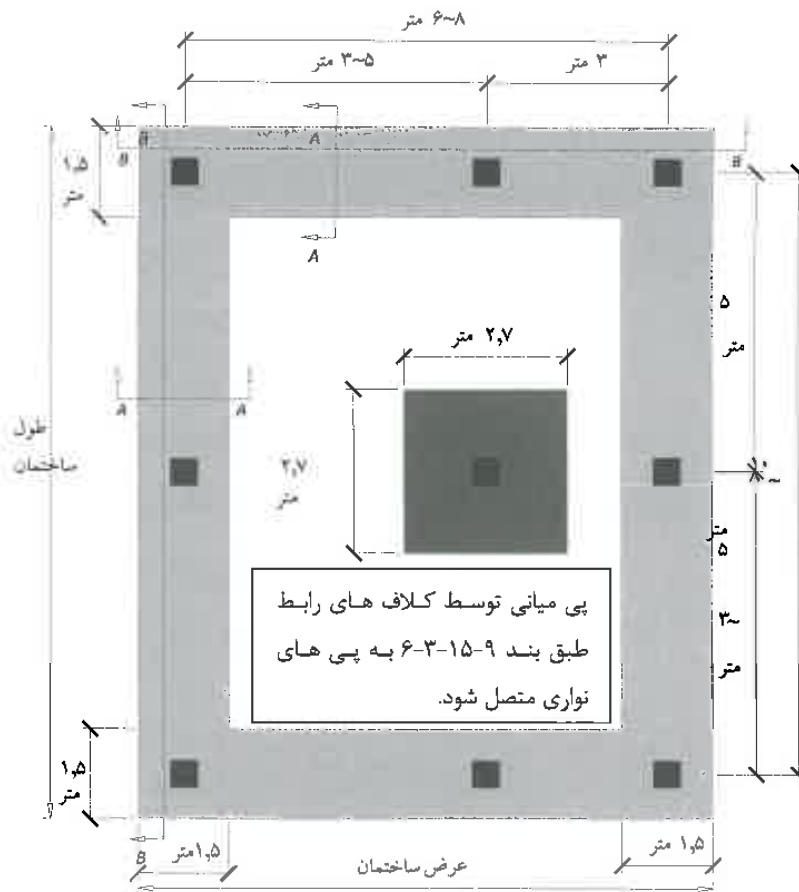 ۶~۸ متر
۳~۵ متر
۳ متر
B
A
B
B
۱,۵
متر
A
۵
متر
۲,۷ متر
A
A
طول
ساختمان
۲,۷
متر
۱۰
~
متر
۵
۳~
متر
پی میانی توسط کلاف های رابط
طبق بند ۹-۱۵-۳-۶ به پی های
نواری متصل شود.
۱,۵
متر
B
۱,۵متر
عرض ساختمان
۱,۵ متر